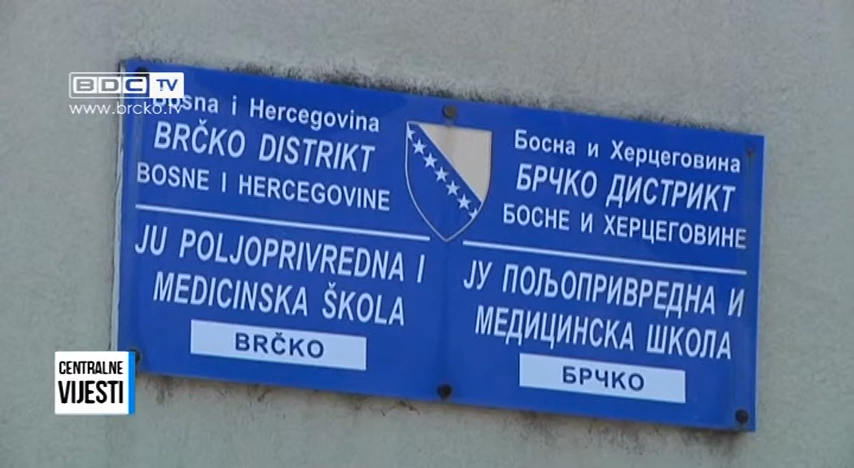 BDC TV
www.brcko.tv
Bosna i Hercegovina
BRČKO DISTRIKT
BOSNE I HERCEGOVINE
JU POLJOPRIVREDNA I
MEDICINSKA ŠKOLA
BRČKO
Босна и Херцеговина
БРЧКО ДИСТРИКТ
БОСНЕ И ХЕРЦЕГОВИНЕ
ЈУ ПОЉОПРИВРЕДНА И
МЕДИЦИНСКА ШКОЛА
БРЧКО
CENTRALNE
VIJESTI